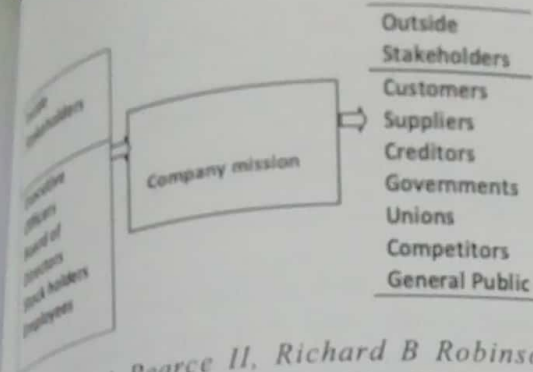 Inside
Stakeholders
Executive
Officers
Board of
Directors
Stock holders
Employees
Company mission
Outside
Stakeholders
Customers
Suppliers
Creditors
Governments
Unions
Competitors
General Public
Pearce II, Richard B Robinso